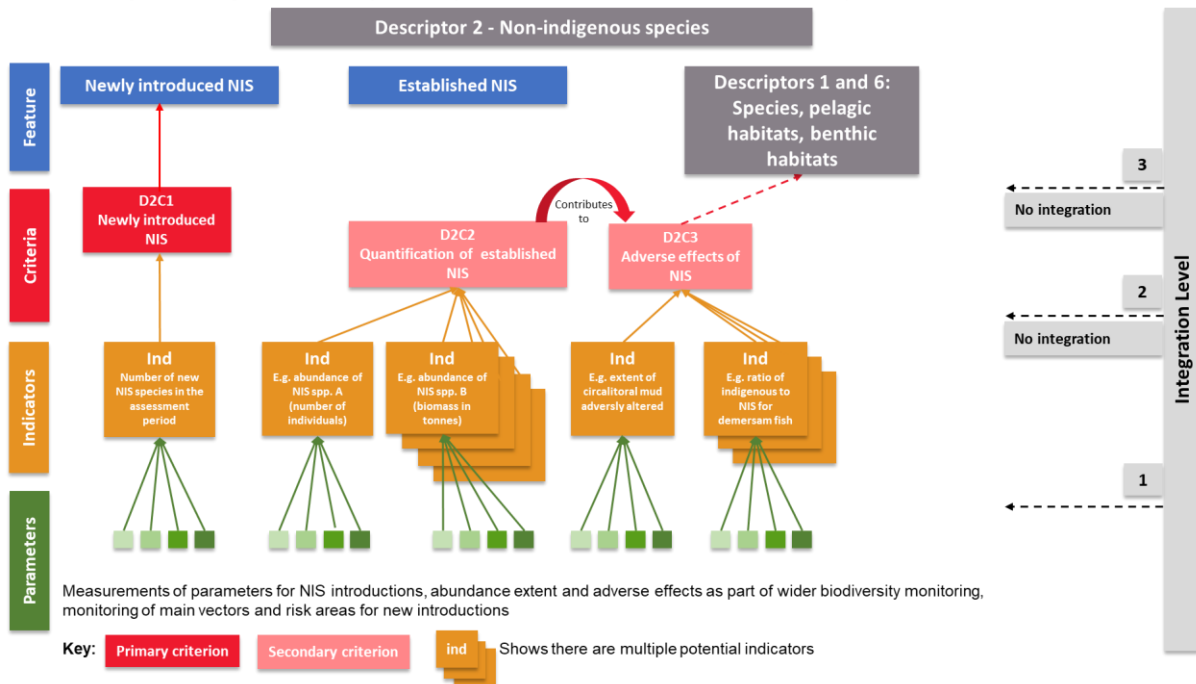 Descriptor 2 - Non-indigenous species
Feature
Newly introduced NIS
Established NIS
Descriptors 1 and 6:
Species, pelagic
habitats, benthic
habitats
3
No integration
Criteria
D2C1
Newly introduced
NIS
Contributes
to
D2C2
Quantification of established
NIS
D2C3
Adverse effects of
NIS
2
No integration
Integration Level
Indicators
Ind
Number of new
NIS species in the
assessment
period
Ind
E.g. abundance of
NIS spp. A
(number of
individuals)
Ind
E.g. abundance of
NIS spp. B
(biomass in
tonnes)
Ind
E.g. extent of
circalitoral mud
adversly altered
Ind
E.g. ratio of
indigenous to
NIS for
demersam fish
1
Parameters
Measurements of parameters for NIS introductions, abundance extent and adverse effects as part of wider biodiversity monitoring,
monitoring of main vectors and risk areas for new introductions
Key:
Primary criterion
Secondary criterion
ind
Shows there are multiple potential indicators